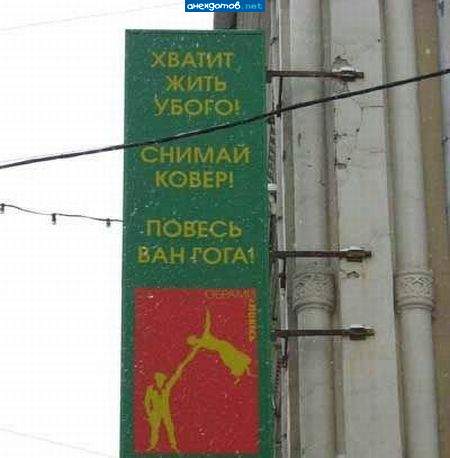 анекдотов.net
ХВАТИТ
ЖИТЬ
УБОГО!
СНИМАЙ
КОВЕР!
ПОВЕСЬ
ВАН ГОГА!